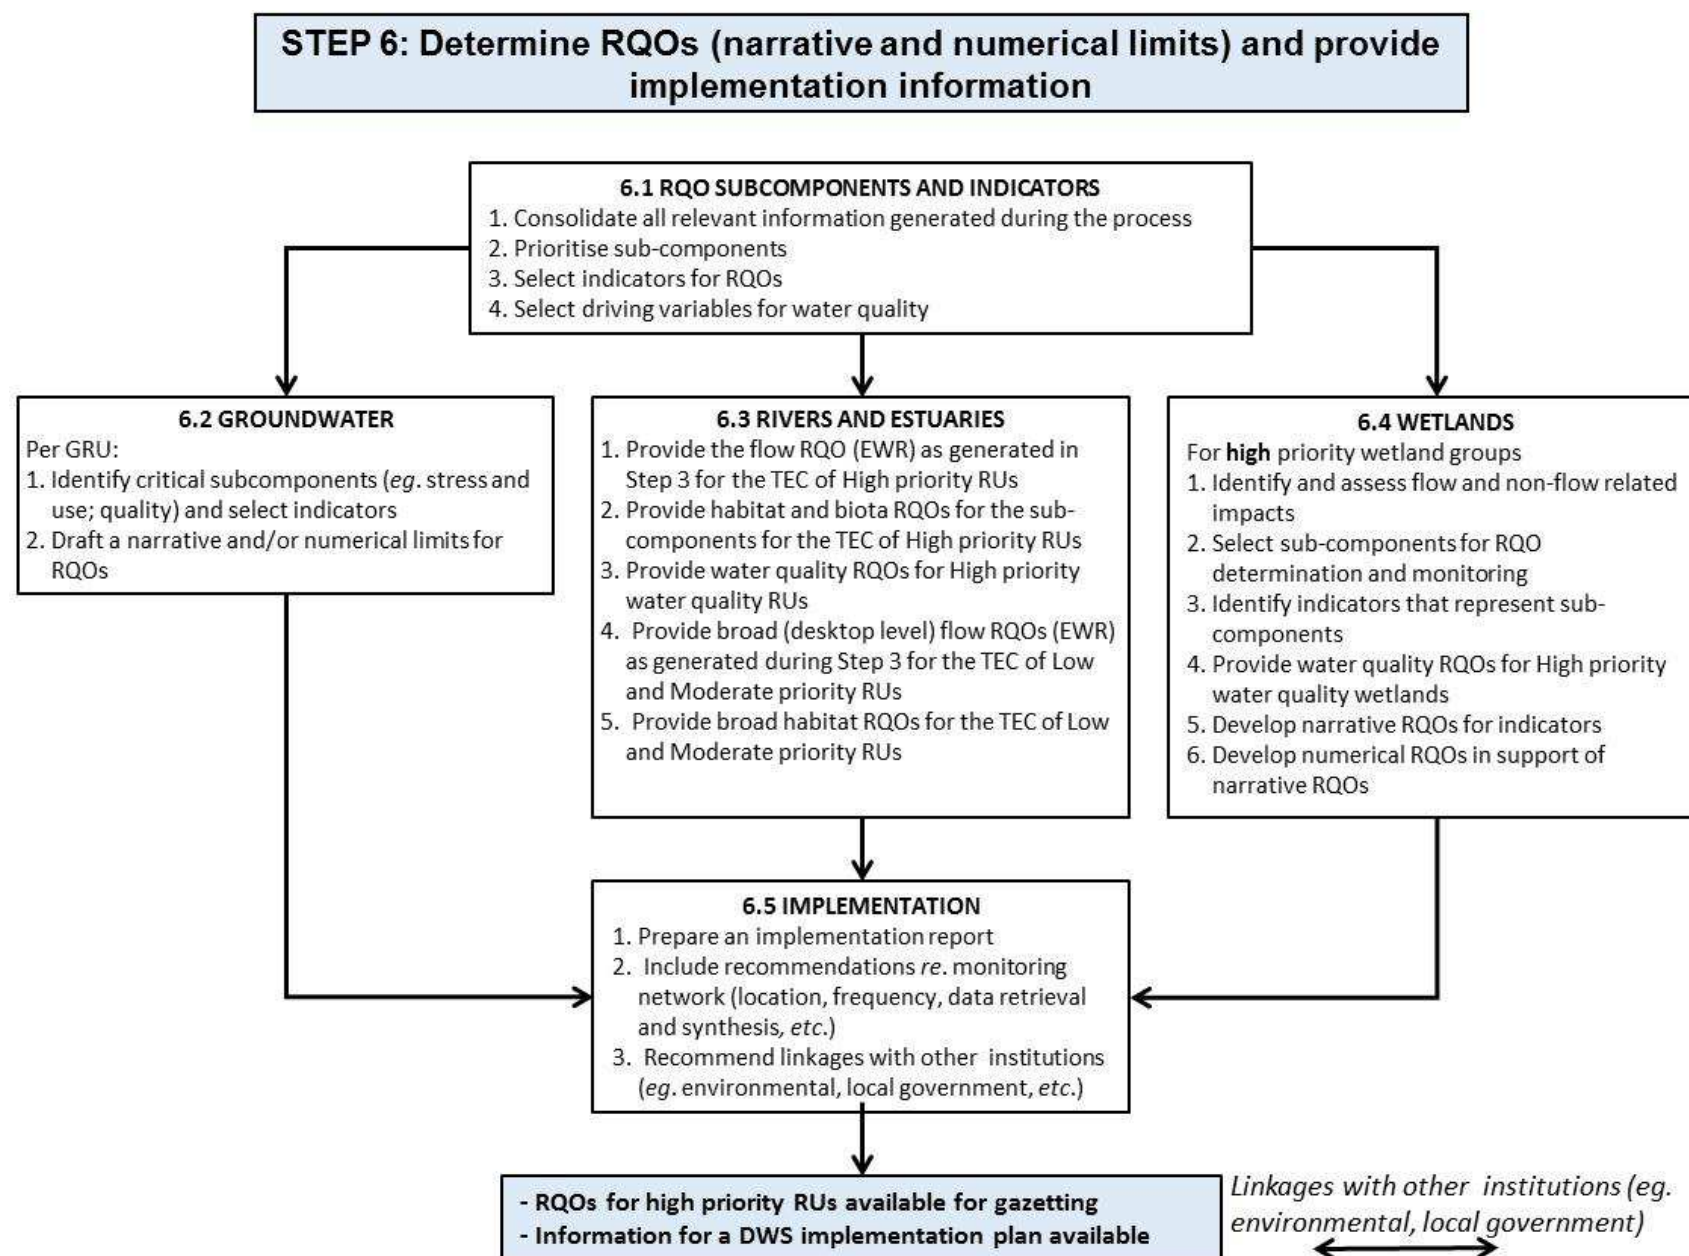 STEP 6: Determine RQOs (narrative and numerical limits) and provide
implementation information
6.1 RQO SUBCOMPONENTS AND INDICATORS
1. Consolidate all relevant information generated during the process
2. Prioritise sub-components
3. Select indicators for RQOs
4. Select driving variables for water quality
6.2 GROUNDWATER
Per GRU:
1. Identify critical subcomponents (eg. stress and
use; quality) and select indicators
2. Draft a narrative and/or numerical limits for
RQOs
6.3 RIVERS AND ESTUARIES
1. Provide the flow RQO (EWR) as generated in
Step 3 for the TEC of High priority RUs
2. Provide habitat and biota RQOs for the sub-
components for the TEC of High priority RUs
3. Provide water quality RQOs for High priority
water quality RUs
4. Provide broad (desktop level) flow RQOs (EWR)
as generated during Step 3 for the TEC of Low
and Moderate priority RUs
5. Provide broad habitat RQOs for the TEC of Low
and Moderate priority RUs
6.4 WETLANDS
For high priority wetland groups
1. Identify and assess flow and non-flow related
impacts
2. Select sub-components for RQO
determination and monitoring
3. Identify indicators that represent sub-
components
4. Provide water quality RQOs for High priority
water quality wetlands
5. Develop narrative RQOs for indicators
6. Develop numerical RQOs in support of
narrative RQOs
6.5 IMPLEMENTATION
1. Prepare an implementation report
2. Include recommendations re. monitoring
network (location, frequency, data retrieval
and synthesis, etc.)
3. Recommend linkages with other institutions
(eg. environmental, local government, etc.)
- RQOs for high priority RUs available for gazetting
- Information for a DWS implementation plan available
Linkages with other institutions (eg.
environmental, local government)